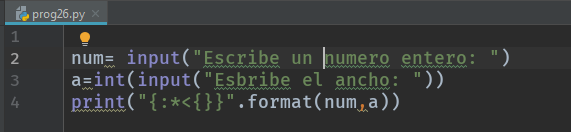 prog26.py
1
2 num= input("Escribe un numero entero: ")
3 a=int(input("Esbribe el ancho: "))
4 print("{:*<{}}".format(num,a))